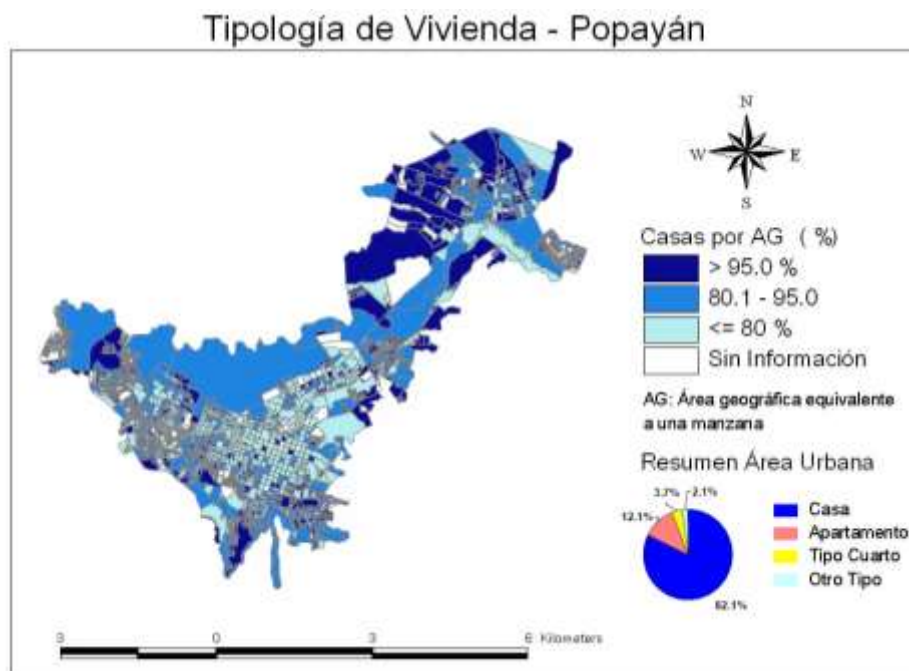 Tipología de Vivienda - Popayán
N
W E
S
Casas por AG ( %)
> 95.0 %
80.1 - 95.0
<= 80 %
Sin Información
AG: Área geográfica equivalente
a una manzana
Resumen Área Urbana
3.7% 2.1%
12.1%
82.1%
Casa
Apartamento
Tipo Cuarto
Otro Tipo
3 0 3 6 Kilometers